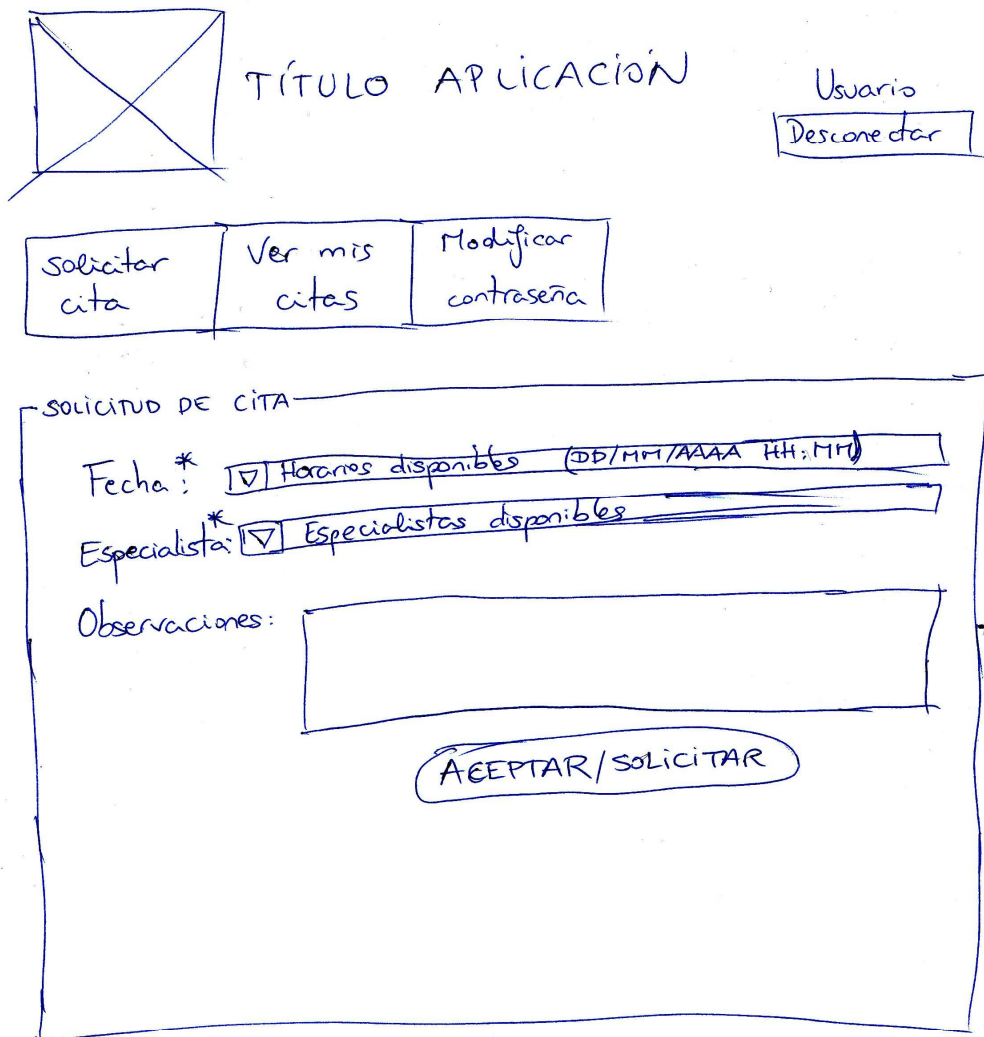 TÍTULO APLICACIÓN
Usuario
Desconectar
Solicitar
cita
Ver mis
citas
Modificar
contraseña
SOLICITUD DE CITA
Fecha*: Horarios disponibles (DD/MM/AAAA HH:MM)
Especialista*: Especialistas disponibles
Observaciones:
ACEPTAR/SOLICITAR